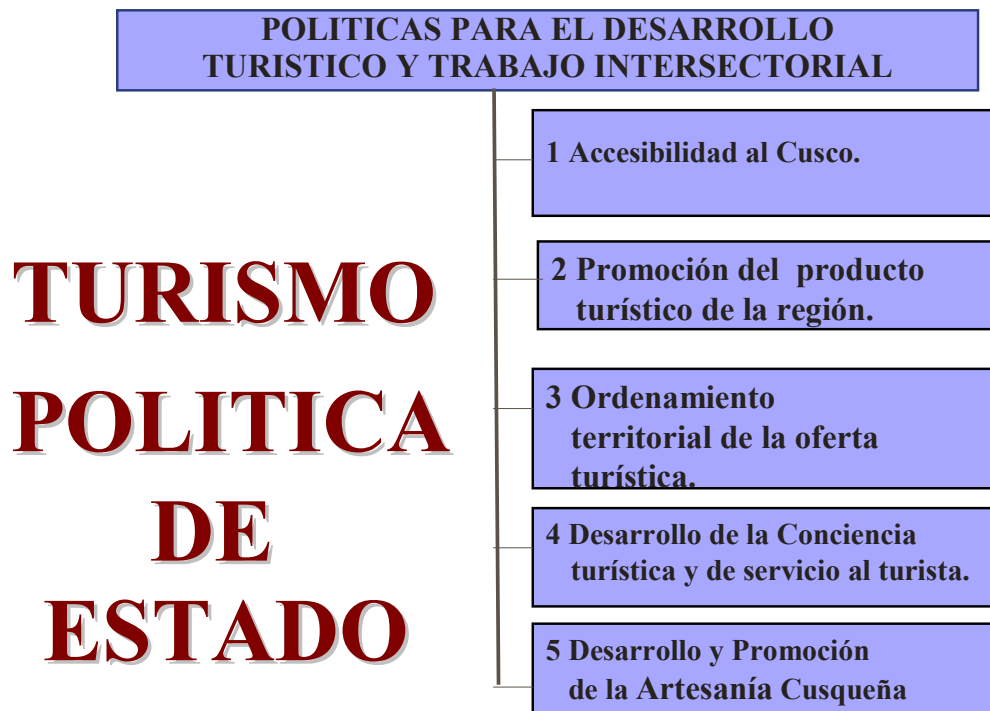 POLITICAS PARA EL DESARROLLO
TURISTICO Y TRABAJO INTERSECTORIAL
TURISMO
POLITICA
DE
ESTADO
1 Accesibilidad al Cusco.
2 Promoción del producto
turístico de la región.
3 Ordenamiento
territorial de la oferta
turística.
4 Desarrollo de la Conciencia
turística y de servicio al turista.
5 Desarrollo y Promoción
de la Artesanía Cusqueña